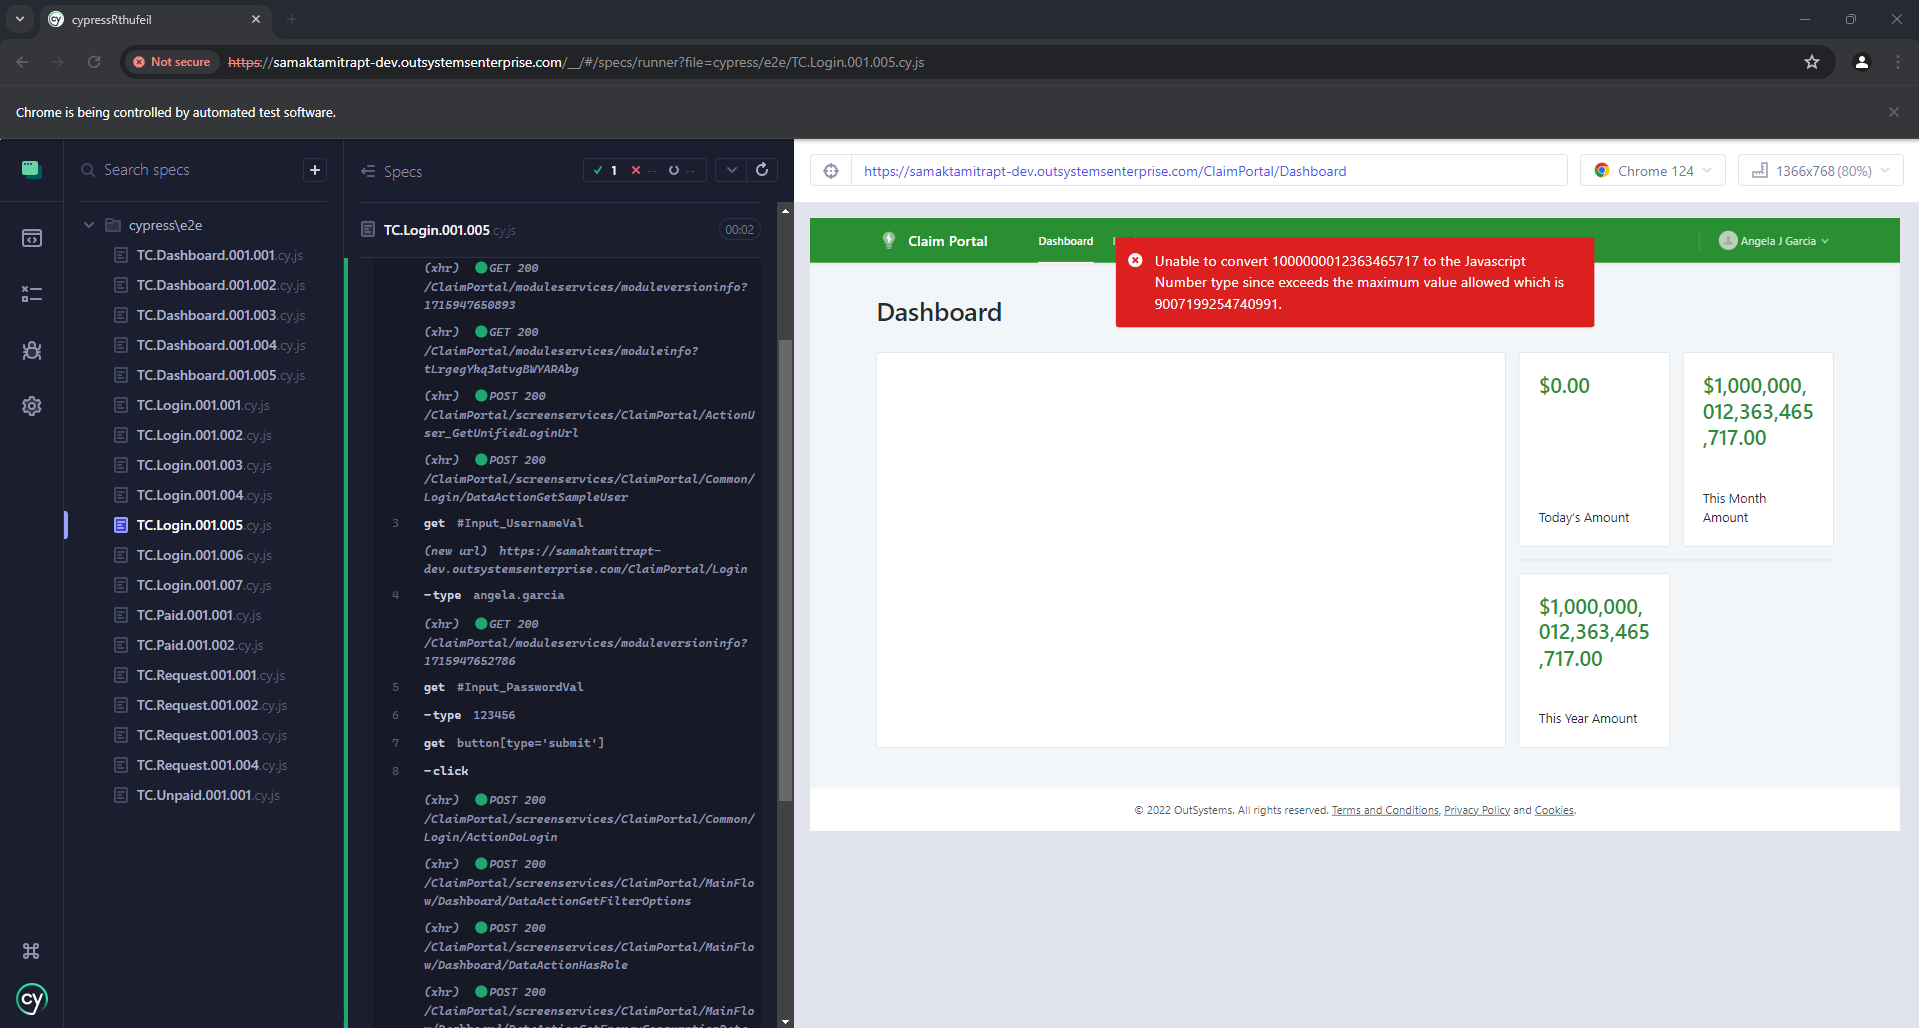 cypressRthufeil
Not secure
https://samaktamitrapt-dev.outsystemsenterprise.com/__/#/specs/runner?file=cypress/e2e/TC.Login.001.005.cy.js
Chrome is being controlled by automated test software.
Search specs
cypress\e2e
TC.Dashboard.001.001.cy.js
TC.Dashboard.001.002.cy.js
TC.Dashboard.001.003.cy.js
TC.Dashboard.001.004.cy.js
TC.Dashboard.001.005.cy.js
TC.Login.001.001.cy.js
TC.Login.001.002.cy.js
TC.Login.001.003.cy.js
TC.Login.001.004.cy.js
TC.Login.001.005.cy.js
TC.Login.001.006.cy.js
TC.Login.001.007.cy.js
TC.Paid.001.001.cy.js
TC.Paid.001.002.cy.js
TC.Request.001.001.cy.js
TC.Request.001.002.cy.js
TC.Request.001.003.cy.js
TC.Request.001.004.cy.js
TC.Unpaid.001.001.cy.js
cy
Specs
1 -- --
TC.Login.001.005.cy.js
00:02
(xhr) GET 200
/ClaimPortal/moduleservices/moduleversioninfo?
1715947650893
(xhr) GET 200
/ClaimPortal/moduleservices/moduleinfo?
tLrgegYkq3atvgBWYARAbg
(xhr) POST 200
/ClaimPortal/screenservices/ClaimPortal/ActionU
ser_GetUnifiedLoginUrl
(xhr) POST 200
/ClaimPortal/screenservices/ClaimPortal/Common/
Login/DataActionGetSampleUser
3 get #Input_UsernameVal
(new url) https://samaktamitrapt-
dev.outsystemsenterprise.com/ClaimPortal/Login
4 -type angela.garcia
(xhr) GET 200
/ClaimPortal/moduleservices/moduleversioninfo?
1715947652786
5 get #Input_PasswordVal
6 -type 123456
7 get button[type='submit']
8 -click
(xhr) POST 200
/ClaimPortal/screenservices/ClaimPortal/Common/
Login/ActionDoLogin
(xhr) POST 200
/ClaimPortal/screenservices/ClaimPortal/MainFlo
w/Dashboard/DataActionGetFilterOptions
(xhr) POST 200
/ClaimPortal/screenservices/ClaimPortal/MainFlo
w/Dashboard/DataActionHasRole
(xhr) POST 200
/ClaimPortal/screenservices/ClaimPortal/MainFlo
https://samaktamitrapt-dev.outsystemsenterprise.com/ClaimPortal/Dashboard
Chrome 124
1366x768 (80%)
Claim Portal
Dashboard
Angela J Garcia
Unable to convert 1000000012363465717 to the Javascript
Number type since exceeds the maximum value allowed which is
9007199254740991.
Dashboard
$0.00
Today's Amount
$1,000,000,
012,363,465
,717.00
This Month
Amount
$1,000,000,
012,363,465
,717.00
This Year Amount
© 2022 OutSystems. All rights reserved. Terms and Conditions, Privacy Policy and Cookies.